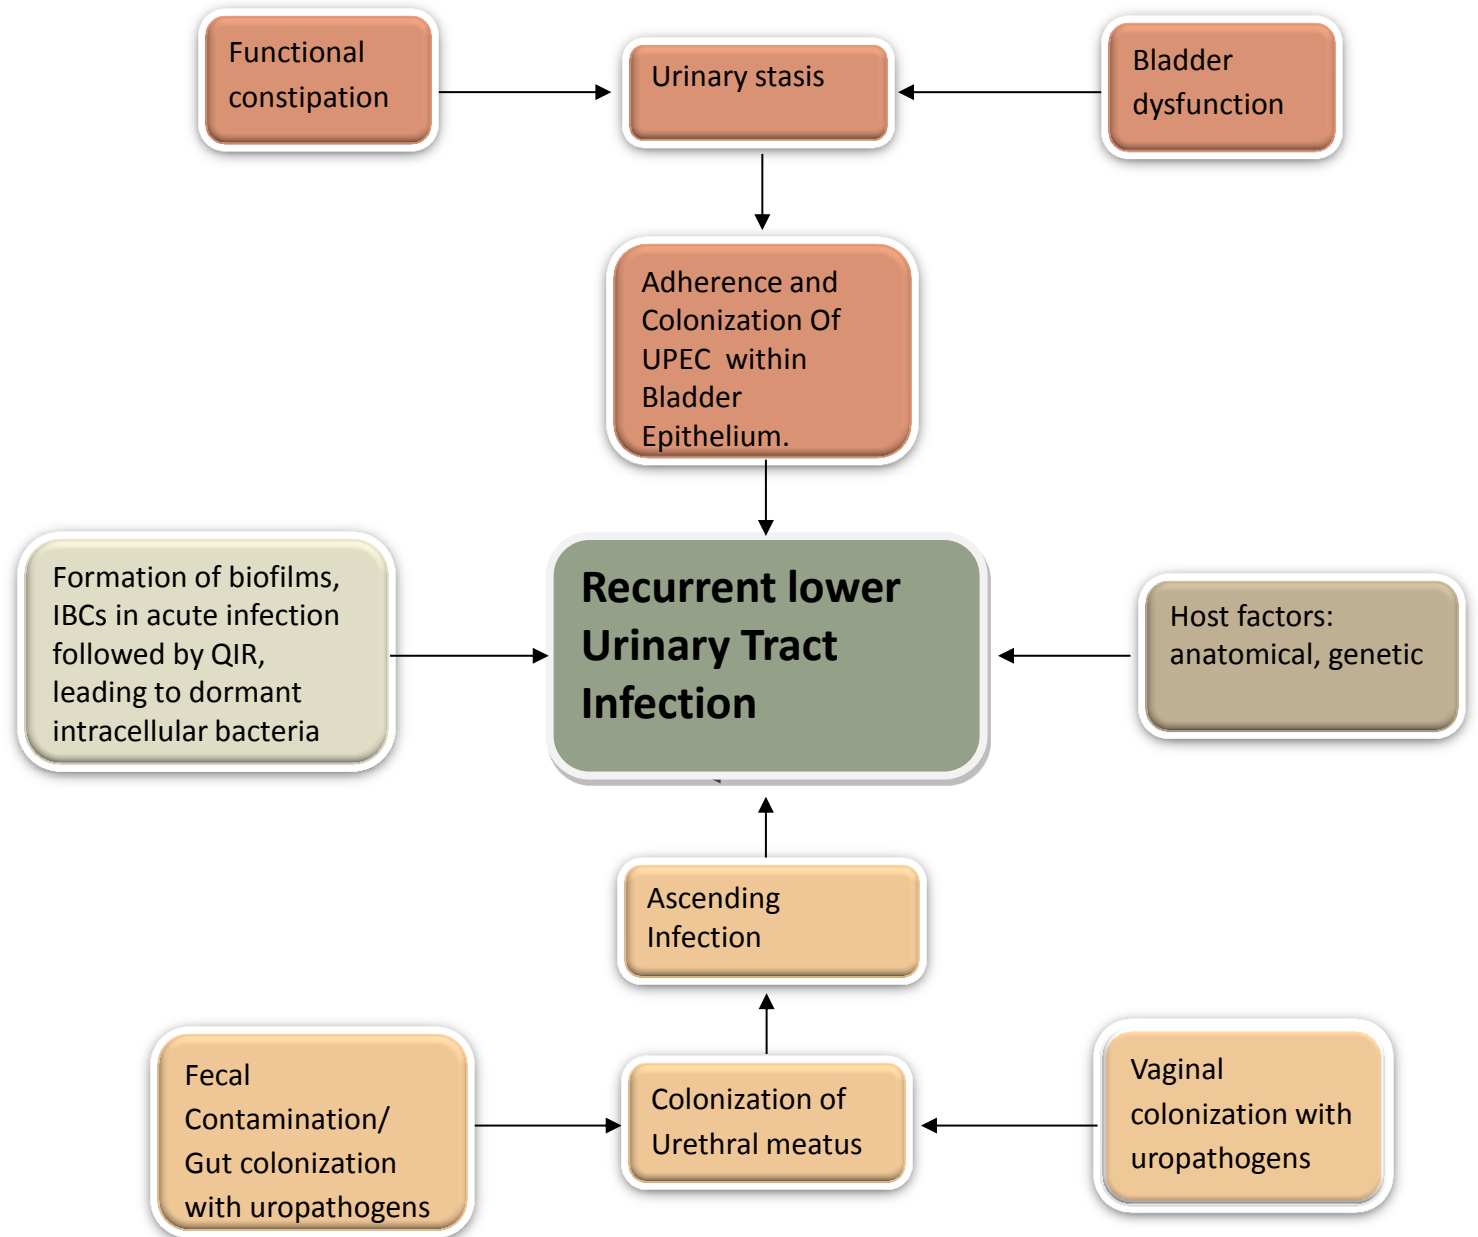 Functional
constipation
Urinary stasis
Bladder
dysfunction
Adherence and
Colonization Of
UPEC within
Bladder
Epithelium.
Formation of biofilms,
IBCs in acute infection
followed by QIR,
leading to dormant
intracellular bacteria
Recurrent lower
Urinary Tract
Infection
Host factors:
anatomical, genetic
Ascending
Infection
Fecal
Contamination/
Gut colonization
with uropathogens
Colonization of
Urethral meatus
Vaginal
colonization with
uropathogens